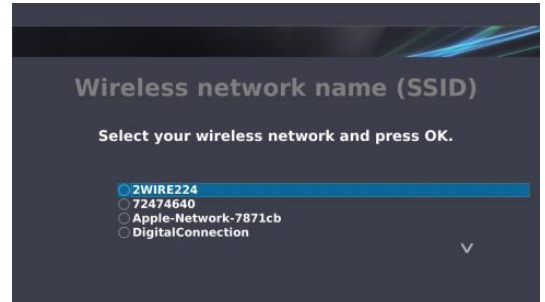 Wireless network name (SSID)
Select your wireless network and press OK.
2WIRE224
72474640
Apple-Network-7871cb
DigitalConnection